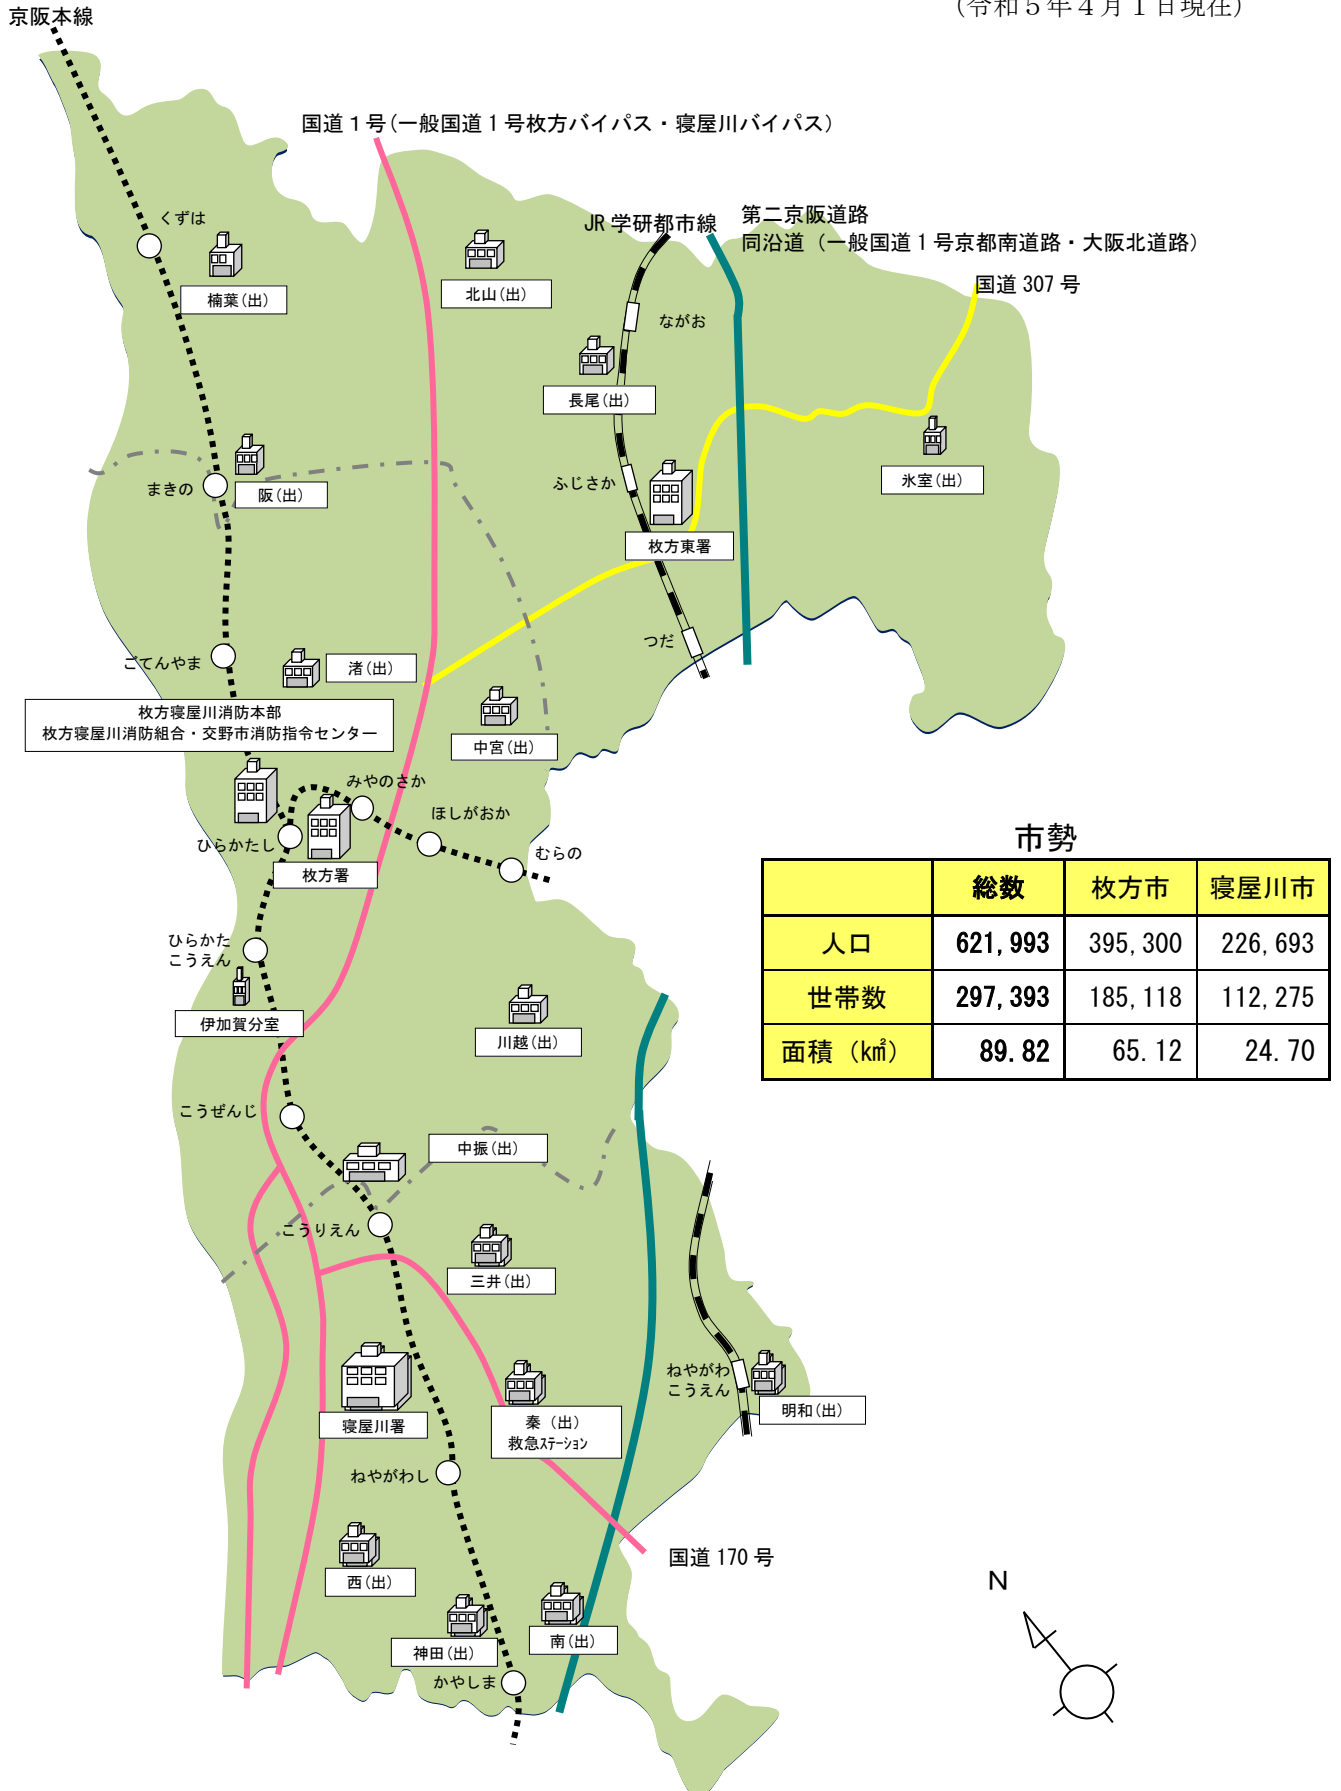 京阪本線
(令和５年４月１日現在)
国道１号(一般国道１号枚方バイパス・寝屋川バイパス)
くずは
楠葉(出)
北山(出)
JR 学研都市線
第二京阪道路
同沿道（一般国道１号京都南道路・大阪北道路）
国道 307 号
ながお
長尾(出)
まきの
阪(出)
ふじさか
氷室(出)
枚方東署
つだ
ごてんやま
渚(出)
枚方寝屋川消防本部
枚方寝屋川消防組合・交野市消防指令センター
中宮(出)
みやのさか
ほしがおか
ひらかたし
むらの
枚方署
市勢
総数 枚方市 寝屋川市
人口 621,993 395,300 226,693
世帯数 297,393 185,118 112,275
面積（㎢） 89.82 65.12 24.70
ひらかた
こうえん
伊加賀分室
川越(出)
こうぜんじ
中振(出)
こうりえん
三井(出)
ねやがわ
こうえん
明和(出)
寝屋川署
秦（出）
救急ステーション
ねやがわし
国道 170 号
西(出)
神田(出)
南(出)
かやしま
N